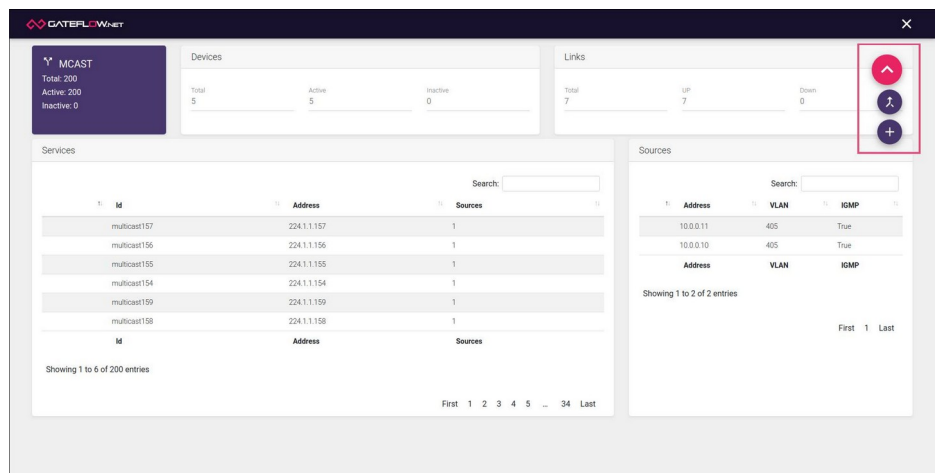 GATEFLOW.NET
MCAST
Total: 200
Active: 200
Inactive: 0
Devices
Total Active Inactive
5 5 0
Links
Total UP Down
7 7 0
Services
Search:
Id Address Sources
multicast157 224.1.1.157 1
multicast156 224.1.1.156 1
multicast155 224.1.1.155 1
multicast154 224.1.1.154 1
multicast159 224.1.1.159 1
multicast158 224.1.1.158 1
Id Address Sources
Showing 1 to 6 of 200 entries
First 1 2 3 4 5 ... 34 Last
Sources
Search:
Address VLAN IGMP
10.0.0.11 405 True
10.0.0.10 405 True
Address VLAN IGMP
Showing 1 to 2 of 2 entries
First 1 Last